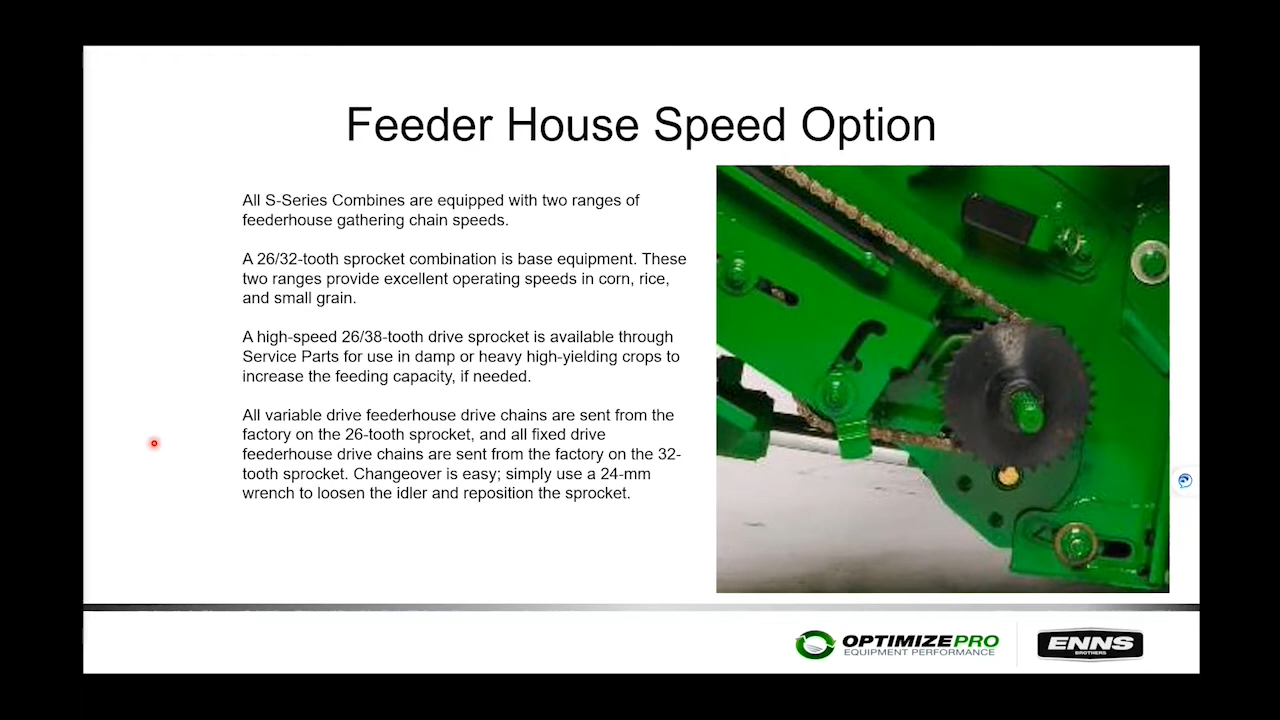 Feeder House Speed Option
All S-Series Combines are equipped with two ranges of
feederhouse gathering chain speeds.
A 26/32-tooth sprocket combination is base equipment. These
two ranges provide excellent operating speeds in corn, rice,
and small grain.
A high-speed 26/38-tooth drive sprocket is available through
Service Parts for use in damp or heavy high-yielding crops to
increase the feeding capacity, if needed.
All variable drive feederhouse drive chains are sent from the
factory on the 26-tooth sprocket, and all fixed drive
feederhouse drive chains are sent from the factory on the 32-
tooth sprocket. Changeover is easy; simply use a 24-mm
wrench to loosen the idler and reposition the sprocket.
OPTIMIZEPRO
EQUIPMENT PERFORMANCE
ENNS
BROTHERS